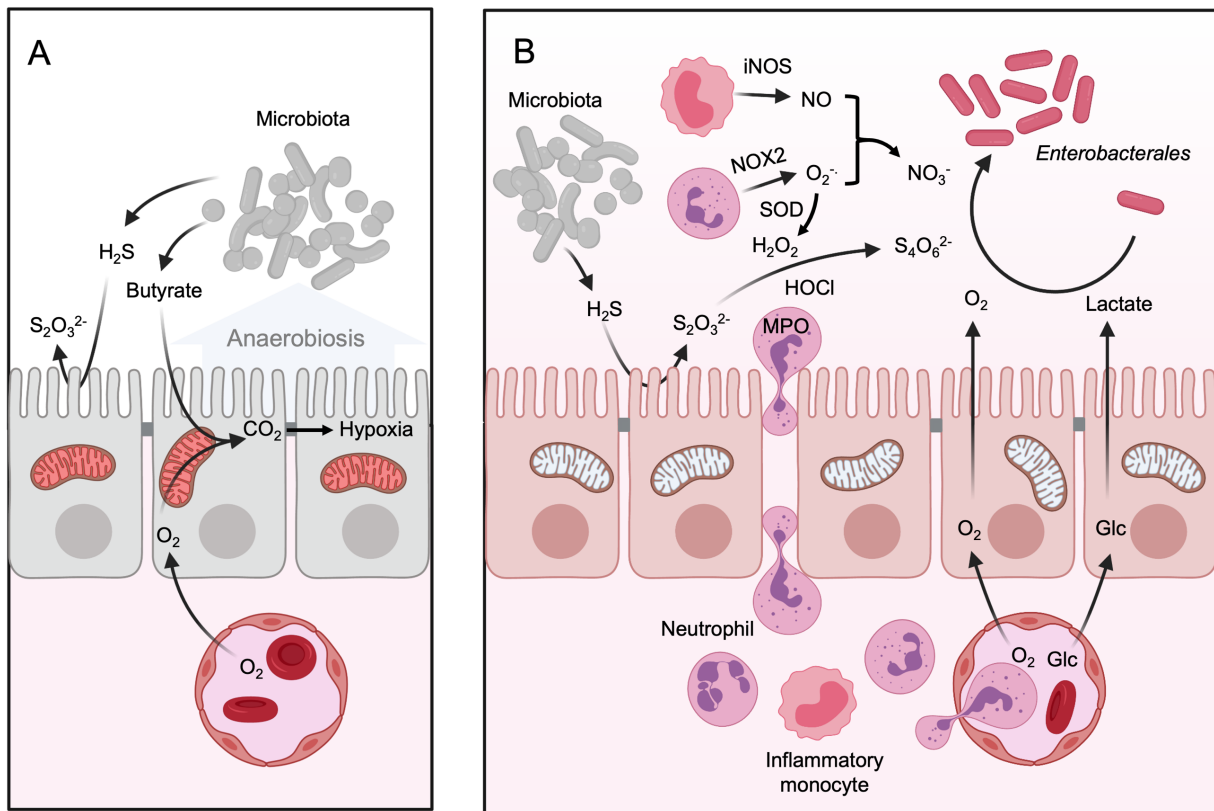 A
Microbiota
H₂S
Butyrate
S₂O₃²⁻
Anaerobiosis
CO₂
Hypoxia
O₂
O₂
B
Microbiota
iNOS
NO
NOX2
O₂⁻·
NO₃⁻
SOD
H₂O₂
Enterobacterales
S₄O₆²⁻
H₂S
S₂O₃²⁻
HOCl
MPO
O₂
Lactate
O₂
Glc
Neutrophil
O₂
Glc
Inflammatory
monocyte